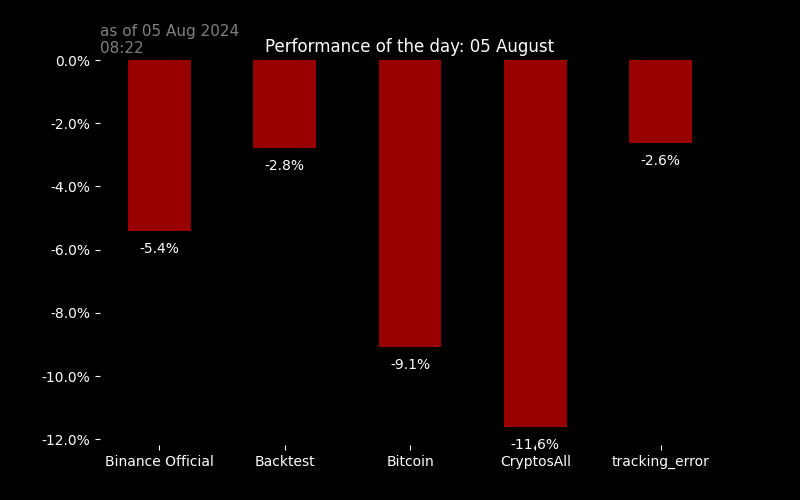 as of 05 Aug 2024
08:22
Performance of the day: 05 August
0.0%
-2.0%
-4.0%
-6.0%
-8.0%
-10.0%
-12.0%
-5.4%
-2.8%
-9.1%
-11.6%
-2.6%
Binance Official
Backtest
Bitcoin
CryptosAll
tracking_error